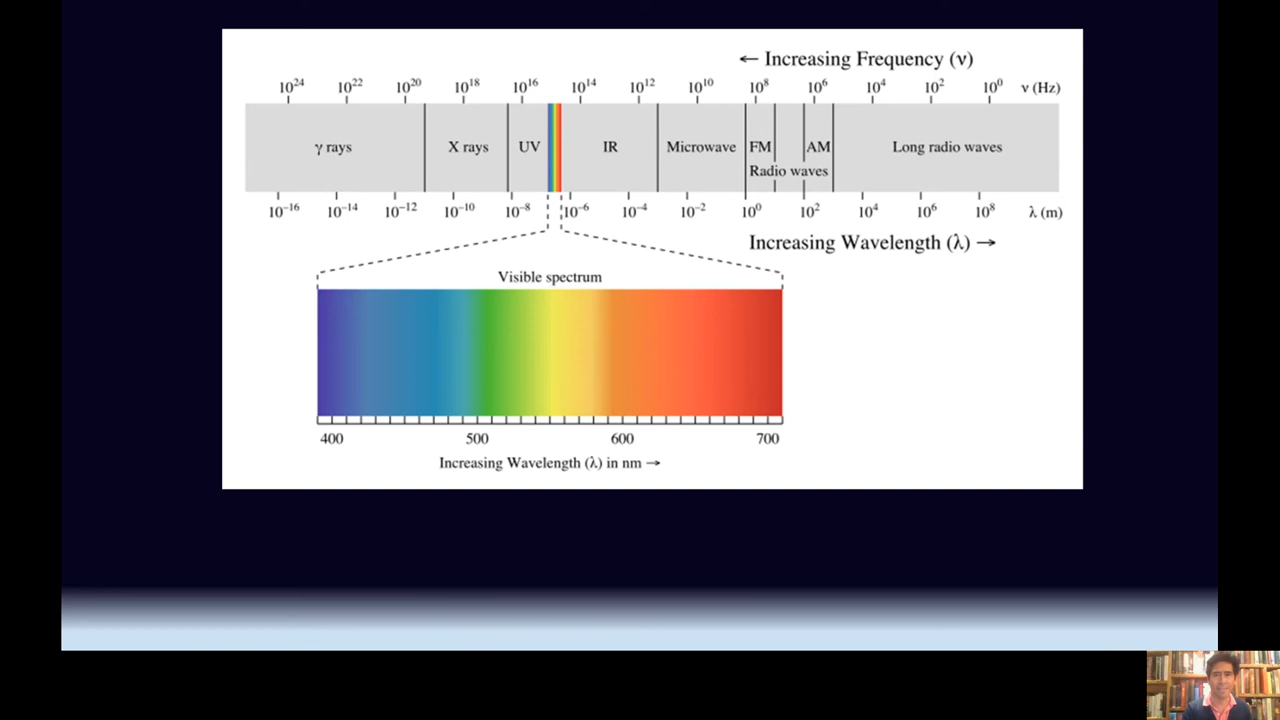 ← Increasing Frequency (ν)
10²⁴ 10²² 10²⁰ 10¹⁸ 10¹⁶ 10¹⁴ 10¹² 10¹⁰ 10⁸ 10⁶ 10⁴ 10² 10⁰ ν (Hz)
γ rays X rays UV IR Microwave FM AM Long radio waves
Radio waves
10⁻¹⁶ 10⁻¹⁴ 10⁻¹² 10⁻¹⁰ 10⁻⁸ 10⁻⁶ 10⁻⁴ 10⁻² 10⁰ 10² 10⁴ 10⁶ 10⁸ λ (m)
Increasing Wavelength (λ) →
Visible spectrum
400 500 600 700
Increasing Wavelength (λ) in nm →